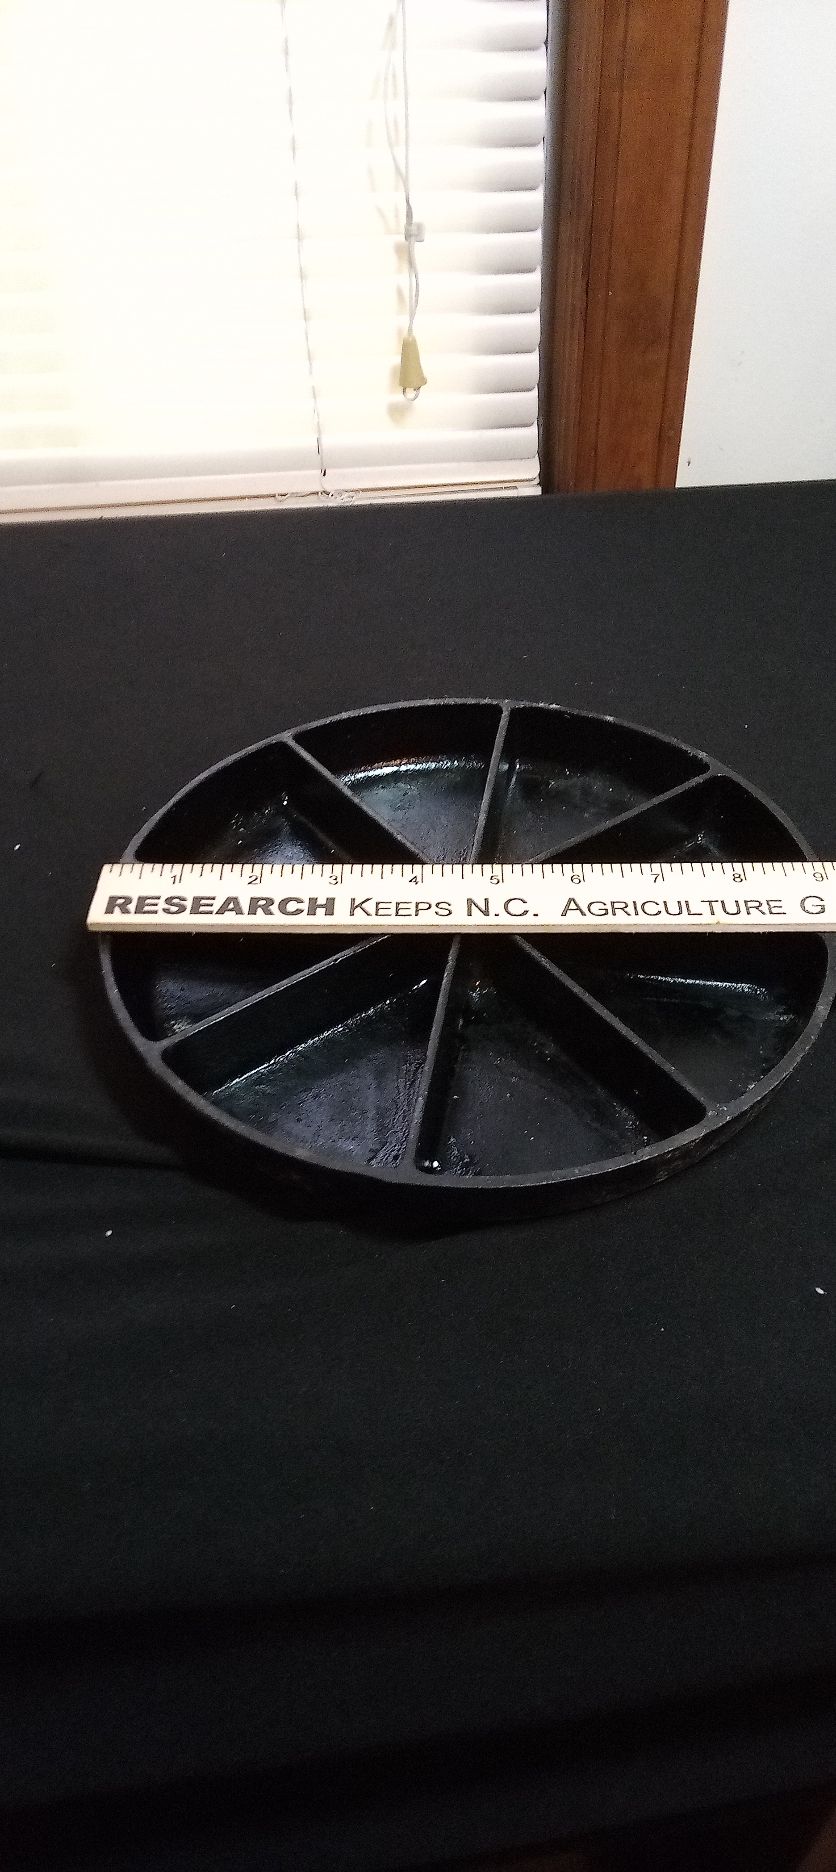 1 2 3 4 5 6 7 8 9
RESEARCH KEEPS N.C. AGRICULTURE G